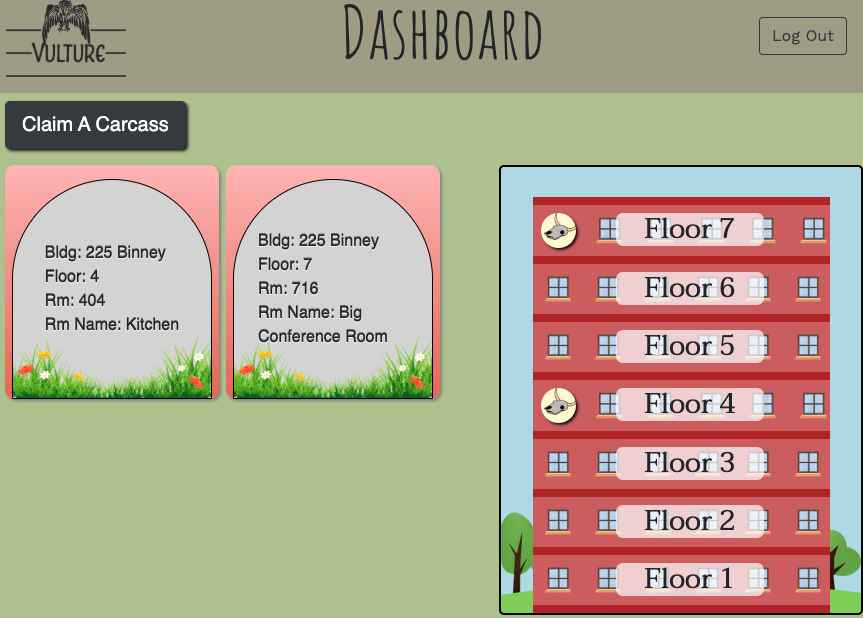 VULTURE
Dashboard
Log Out
Claim A Carcass
Bldg: 225 Binney
Floor: 4
Rm: 404
Rm Name: Kitchen
Bldg: 225 Binney
Floor: 7
Rm: 716
Rm Name: Big
Conference Room
Floor 7
Floor 6
Floor 5
Floor 4
Floor 3
Floor 2
Floor 1